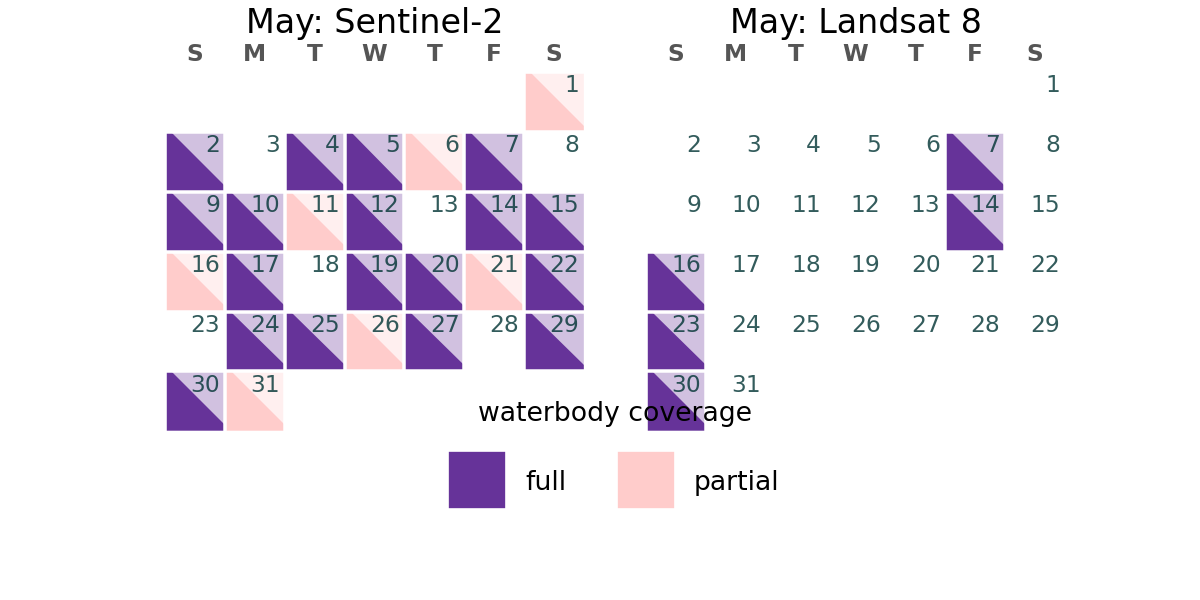 May: Sentinel-2
S M T W T F S
1
2 3 4 5 6 7 8
9 10 11 12 13 14 15
16 17 18 19 20 21 22
23 24 25 26 27 28 29
30 31
May: Landsat 8
S M T W T F S
1
2 3 4 5 6 7 8
9 10 11 12 13 14 15
16 17 18 19 20 21 22
23 24 25 26 27 28 29
30 31
waterbody coverage
full partial